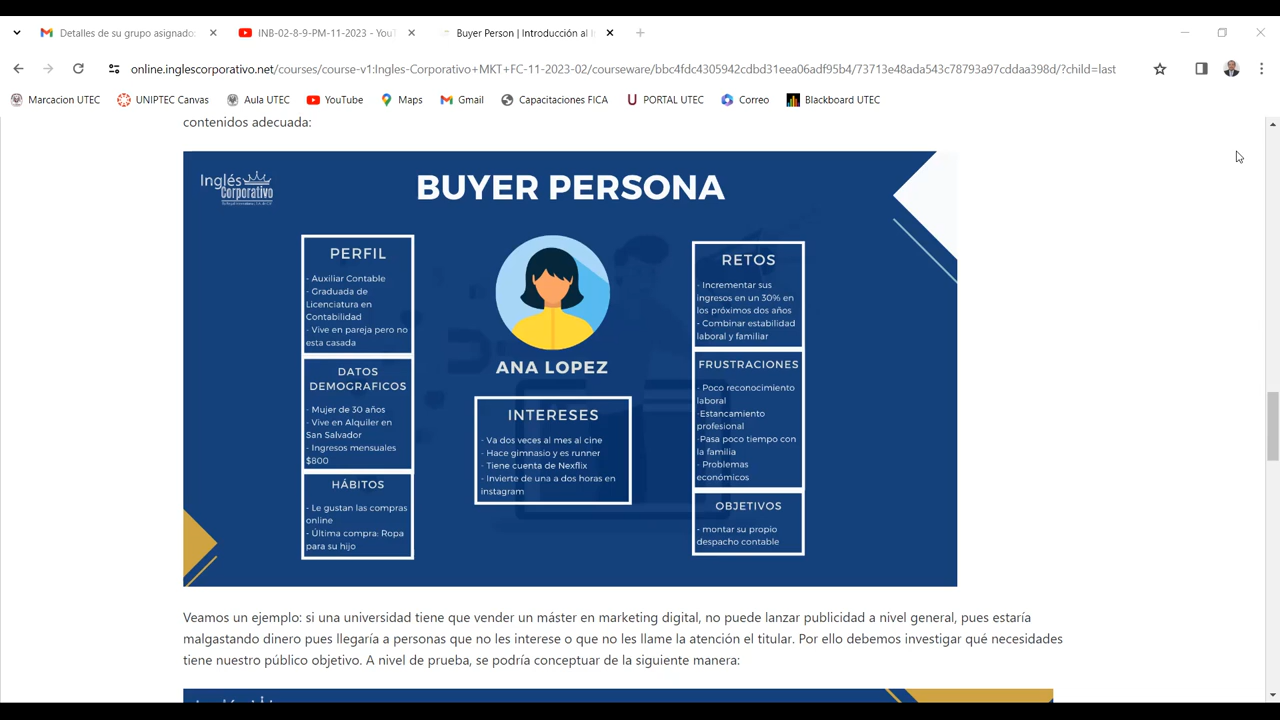 Detalles de su grupo asignado
INB-02-8-9-PM-11-2023 - YouT
Buyer Person | Introducción al I
online.inglescorporativo.net/courses/course-v1:Ingles-Corporativo+MKT+FC-11-2023-02/courseware/bbc4fdc4305942cdbd31eea06adf95b4/73713e48ada543c78793a97cddaa398d/?child=last
Marcacion UTEC
UNIPTEC Canvas
Aula UTEC
YouTube
Maps
Gmail
Capacitaciones FICA
PORTAL UTEC
Correo
Blackboard UTEC
contenidos adecuada:
Inglés
Corporativo
BUYER PERSONA
PERFIL
- Auxiliar Contable
- Graduada de
Licenciatura en
Contabilidad
- Vive en pareja pero no
esta casada
DATOS
DEMOGRAFICOS
- Mujer de 30 años
- Vive en Alquiler en
San Salvador
- Ingresos mensuales
$800
HÁBITOS
- Le gustan las compras
online
- Última compra: Ropa
para su hijo
ANA LOPEZ
INTERESES
- Va dos veces al mes al cine
- Hace gimnasio y es runner
- Tiene cuenta de Nexflix
- Invierte de una a dos horas en
instagram
RETOS
- Incrementar sus
ingresos en un 30% en
los próximos dos años
- Combinar estabilidad
laboral y familiar
FRUSTRACIONES
- Poco reconocimiento
laboral
-Estancamiento
profesional
-Pasa poco tiempo con
la familia
- Problemas
económicos
OBJETIVOS
- montar su propio
despacho contable
Veamos un ejemplo: si una universidad tiene que vender un máster en marketing digital, no puede lanzar publicidad a nivel general, pues estaría
malgastando dinero pues llegaría a personas que no les interese o que no les llame la atención el titular. Por ello debemos investigar qué necesidades
tiene nuestro público objetivo. A nivel de prueba, se podría conceptuar de la siguiente manera: